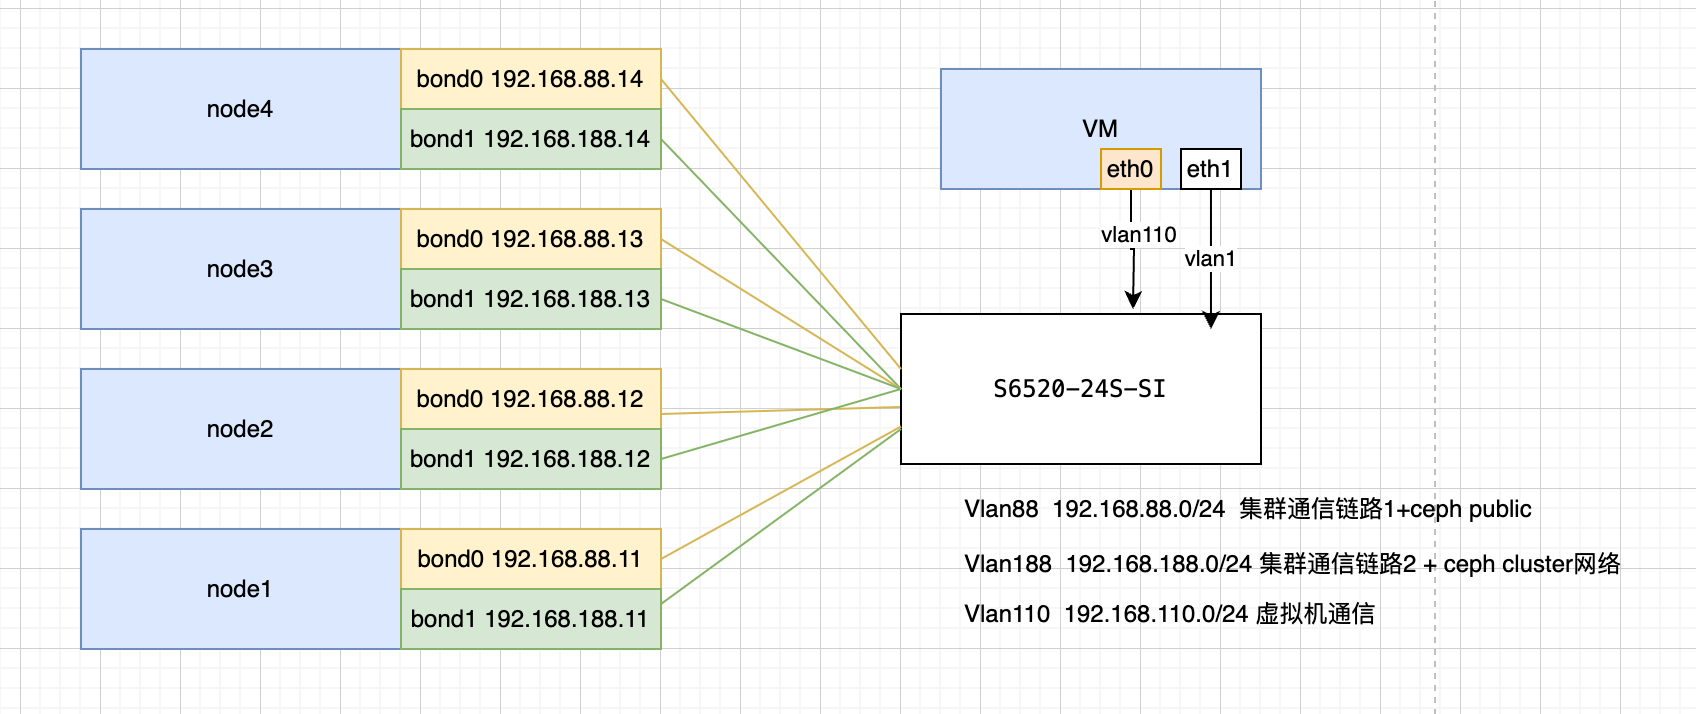 node4
bond0 192.168.88.14
bond1 192.168.188.14
node3
bond0 192.168.88.13
bond1 192.168.188.13
node2
bond0 192.168.88.12
bond1 192.168.188.12
node1
bond0 192.168.88.11
bond1 192.168.188.11
VM
eth0
eth1
vlan110
vlan1
S6520-24S-SI
Vlan88 192.168.88.0/24 集群通信链路1+ceph public
Vlan188 192.168.188.0/24 集群通信链路2 + ceph cluster网络
Vlan110 192.168.110.0/24 虚拟机通信